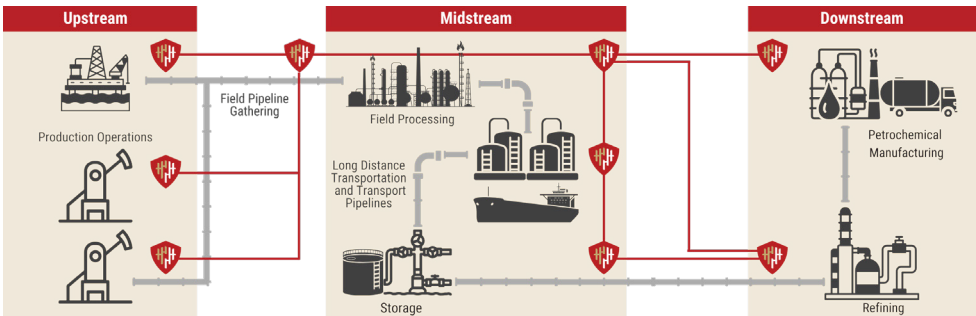 Upstream
Midstream
Downstream
Field Pipeline
Gathering
Field Processing
Production Operations
Petrochemical
Manufacturing
Long Distance
Transportation
and Transport
Pipelines
Storage
Refining